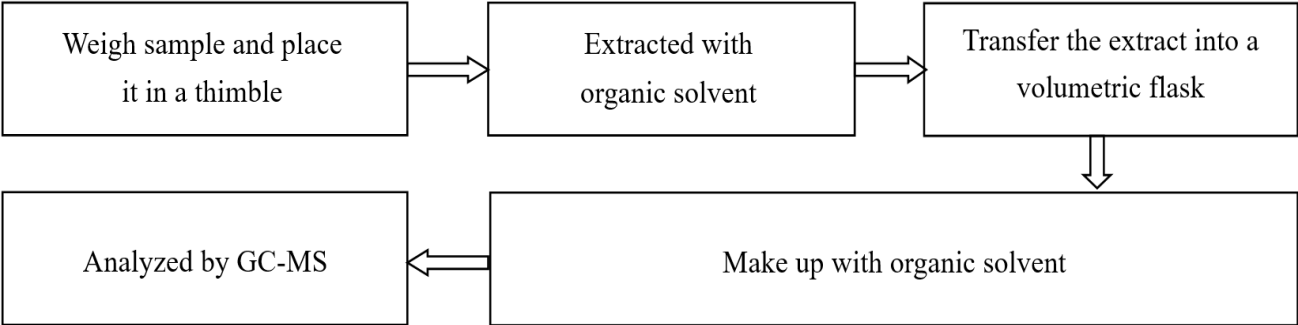 Weigh sample and place
it in a thimble
Extracted with
organic solvent
Transfer the extract into a
volumetric flask
Make up with organic solvent
Analyzed by GC-MS